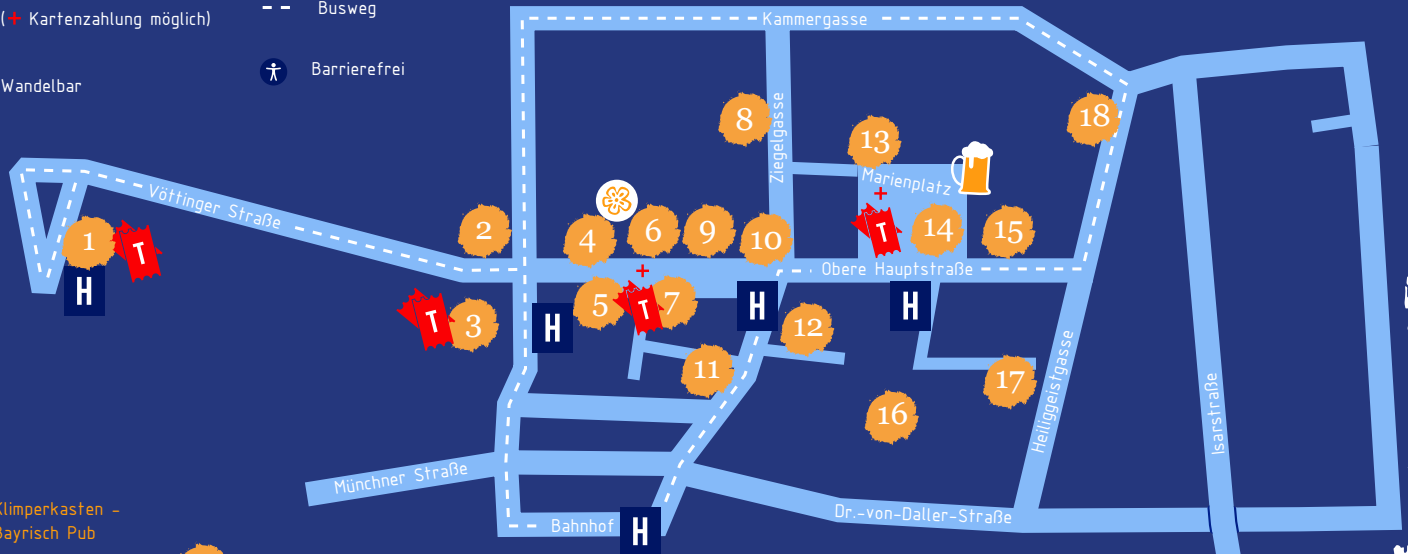 (+ Kartenzahlung möglich)
Busweg
Barrierefrei
Wandelbar
Kammergasse
Ziegelgasse
8
13
18
Marienplatz
Vöttinger Straße
1
T
H
2
4
6
9
10
+
T
14
15
Obere Hauptstraße
+
T
3
H
5
T
7
H
12
H
11
17
16
Heiliggeistgasse
Isarstraße
Münchner Straße
Dr.-von-Daller-Straße
Bahnhof
H
Klimperkasten –
Bayrisch Pub